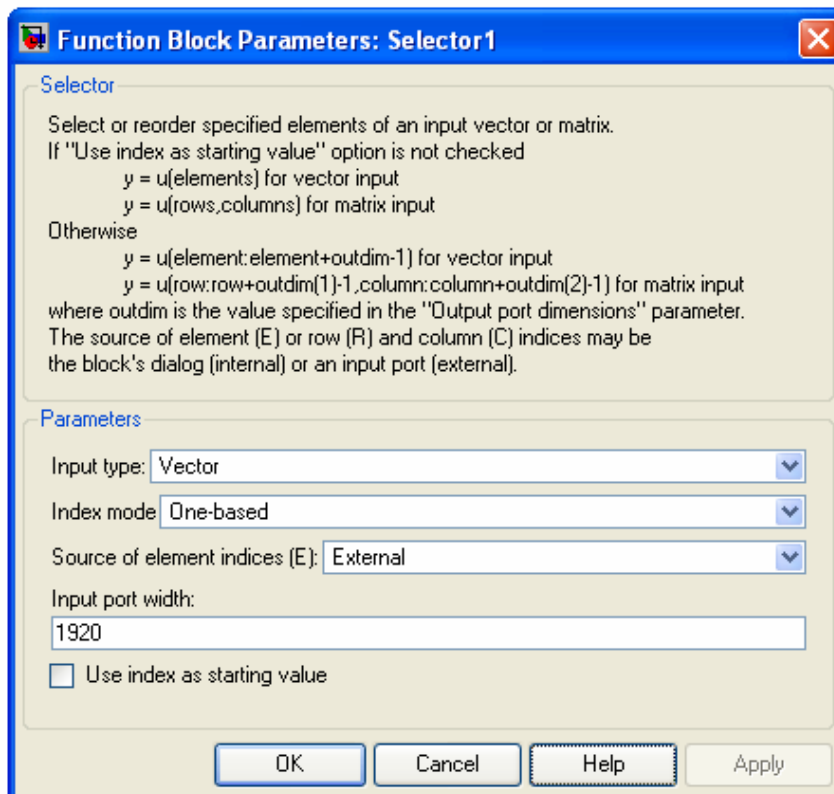 Function Block Parameters: Selector1
Selector
Select or reorder specified elements of an input vector or matrix.
If "Use index as starting value" option is not checked
y = u(elements) for vector input
y = u(rows,columns) for matrix input
Otherwise
y = u(element:element+outdim-1) for vector input
y = u(row:row+outdim(1)-1,column:column+outdim(2)-1) for matrix input
where outdim is the value specified in the "Output port dimensions" parameter.
The source of element (E) or row (R) and column (C) indices may be
the block's dialog (internal) or an input port (external).
Parameters
Input type: Vector
Index mode One-based
Source of element indices (E): External
Input port width:
1920
Use index as starting value
OK Cancel Help Apply